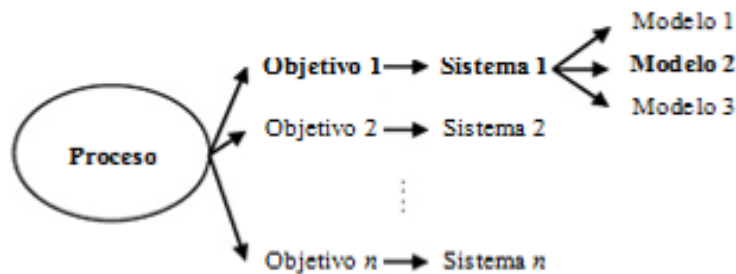 Modelo 1
Objetivo 1 Sistema 1 Modelo 2
Modelo 3
Objetivo 2 Sistema 2
Proceso
Objetivo n Sistema n